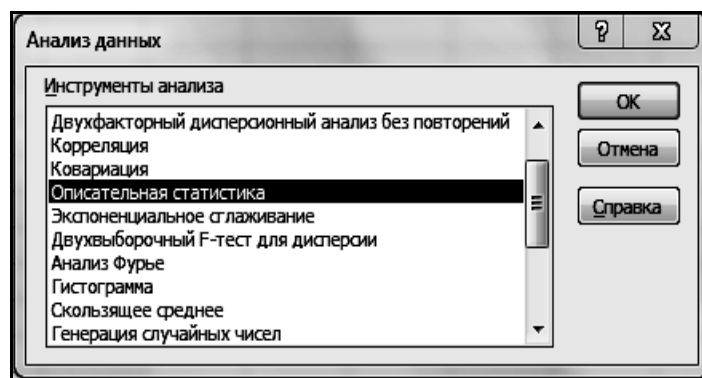 Анализ данных
Инструменты анализа
Двухфакторный дисперсионный анализ без повторений
Корреляция
Ковариация
Описательная статистика
Экспоненциальное сглаживание
Двухвыборочный F-тест для дисперсии
Анализ Фурье
Гистограмма
Скользящее среднее
Генерация случайных чисел
ОК
Отмена
Справка